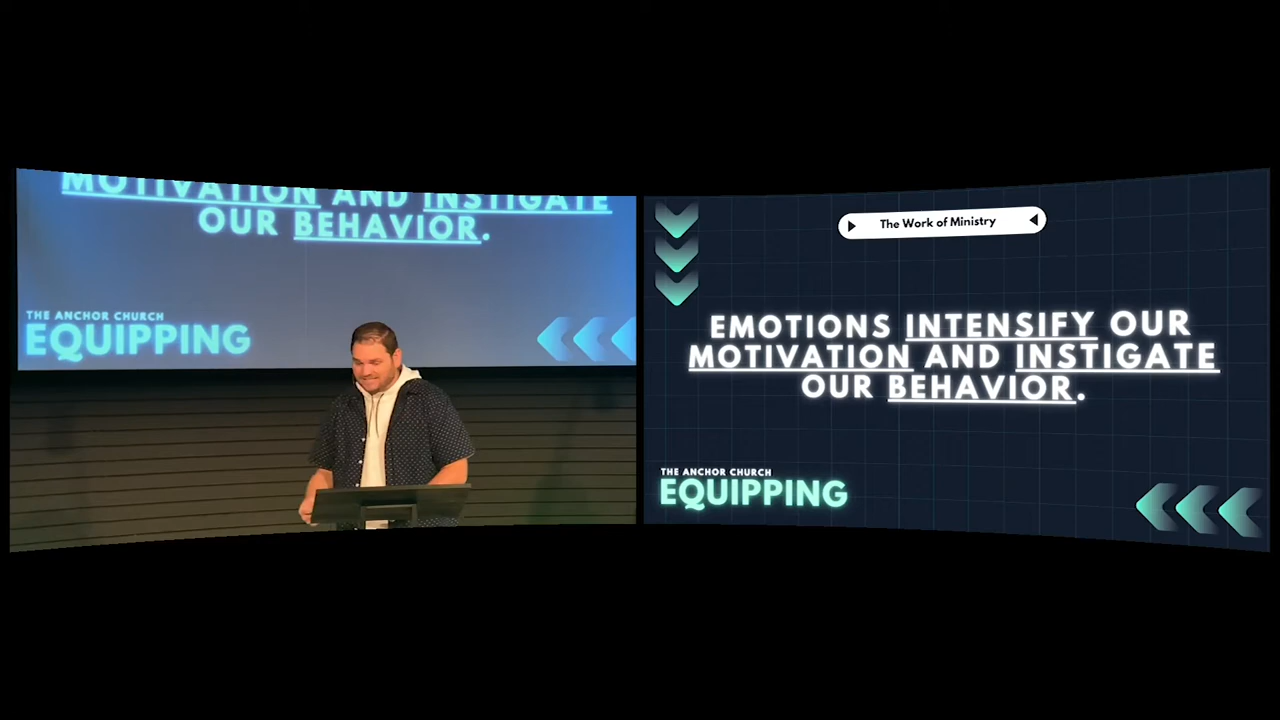 MOTIVATION AND INSTIGATE
OUR BEHAVIOR.
THE ANCHOR CHURCH
EQUIPPING
The Work of Ministry
EMOTIONS INTENSIFY OUR
MOTIVATION AND INSTIGATE
OUR BEHAVIOR.
THE ANCHOR CHURCH
EQUIPPING